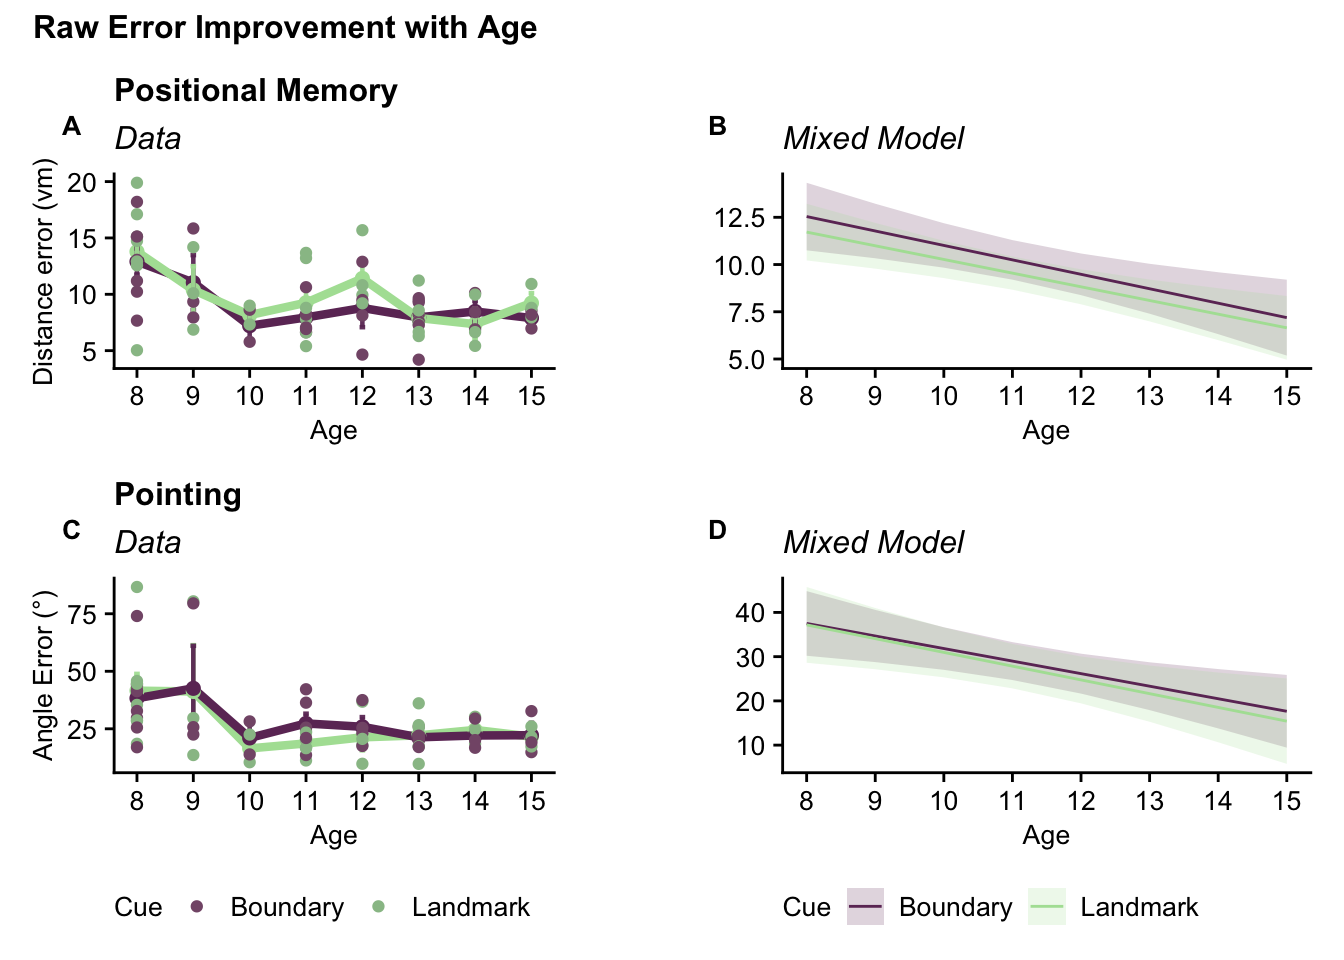 Raw Error Improvement with Age
Positional Memory
A
Data
Distance error (vm)
20
15
10
5
8 9 10 11 12 13 14 15
Age
B
Mixed Model
12.5
10.0
7.5
5.0
8 9 10 11 12 13 14 15
Age
Pointing
C
Data
Angle Error (°)
75
50
25
8 9 10 11 12 13 14 15
Age
D
Mixed Model
40
30
20
10
8 9 10 11 12 13 14 15
Age
Cue Boundary Landmark
Cue Boundary Landmark